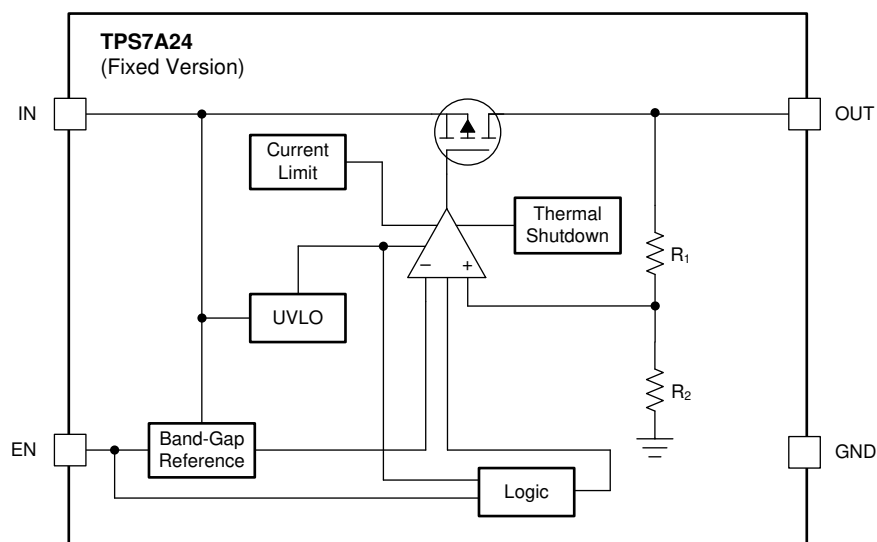 TPS7A24
(Fixed Version)
IN
OUT
Current
Limit
Thermal
Shutdown
R1
− +
UVLO
R2
EN
Band-Gap
Reference
GND
Logic